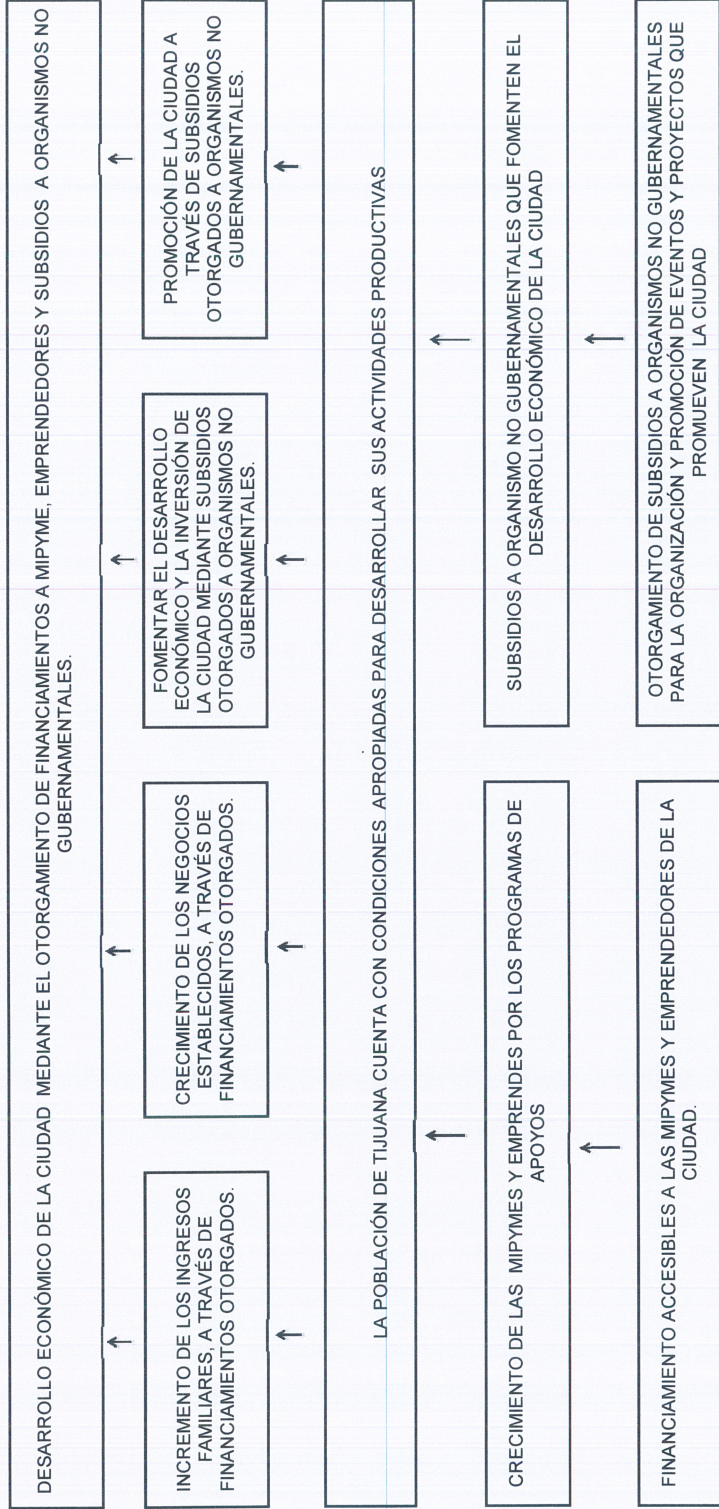 DESARROLLO ECONÓMICO DE LA CIUDAD MEDIANTE EL OTORGAMIENTO DE FINANCIAMIENTOS A MIPYME, EMPRENDEDORES Y SUBSIDIOS A ORGANISMOS NO
GUBERNAMENTALES.
INCREMENTO DE LOS INGRESOS
FAMILIARES, A TRAVÉS DE
FINANCIAMIENTOS OTORGADOS.
CRECIMIENTO DE LOS NEGOCIOS
ESTABLECIDOS, A TRAVÉS DE
FINANCIAMIENTOS OTORGADOS.
FOMENTAR EL DESARROLLO
ECONÓMICO Y LA INVERSIÓN DE
LA CIUDAD MEDIANTE SUBSIDIOS
OTORGADOS A ORGANISMOS NO
GUBERNAMENTALES.
PROMOCIÓN DE LA CIUDAD A
TRAVÉS DE SUBSIDIOS
OTORGADOS A ORGANISMOS NO
GUBERNAMENTALES.
LA POBLACIÓN DE TIJUANA CUENTA CON CONDICIONES APROPIADAS PARA DESARROLLAR SUS ACTIVIDADES PRODUCTIVAS
CRECIMIENTO DE LAS MIPYMES Y EMPRENDES POR LOS PROGRAMAS DE
APOYOS
SUBSIDIOS A ORGANISMO NO GUBERNAMENTALES QUE FOMENTEN EL
DESARROLLO ECONÓMICO DE LA CIUDAD
FINANCIAMIENTO ACCESIBLES A LAS MIPYMES Y EMPRENDEDORES DE LA
CIUDAD.
OTORGAMIENTO DE SUBSIDIOS A ORGANISMOS NO GUBERNAMENTALES
PARA LA ORGANIZACIÓN Y PROMOCIÓN DE EVENTOS Y PROYECTOS QUE
PROMUEVEN LA CIUDAD